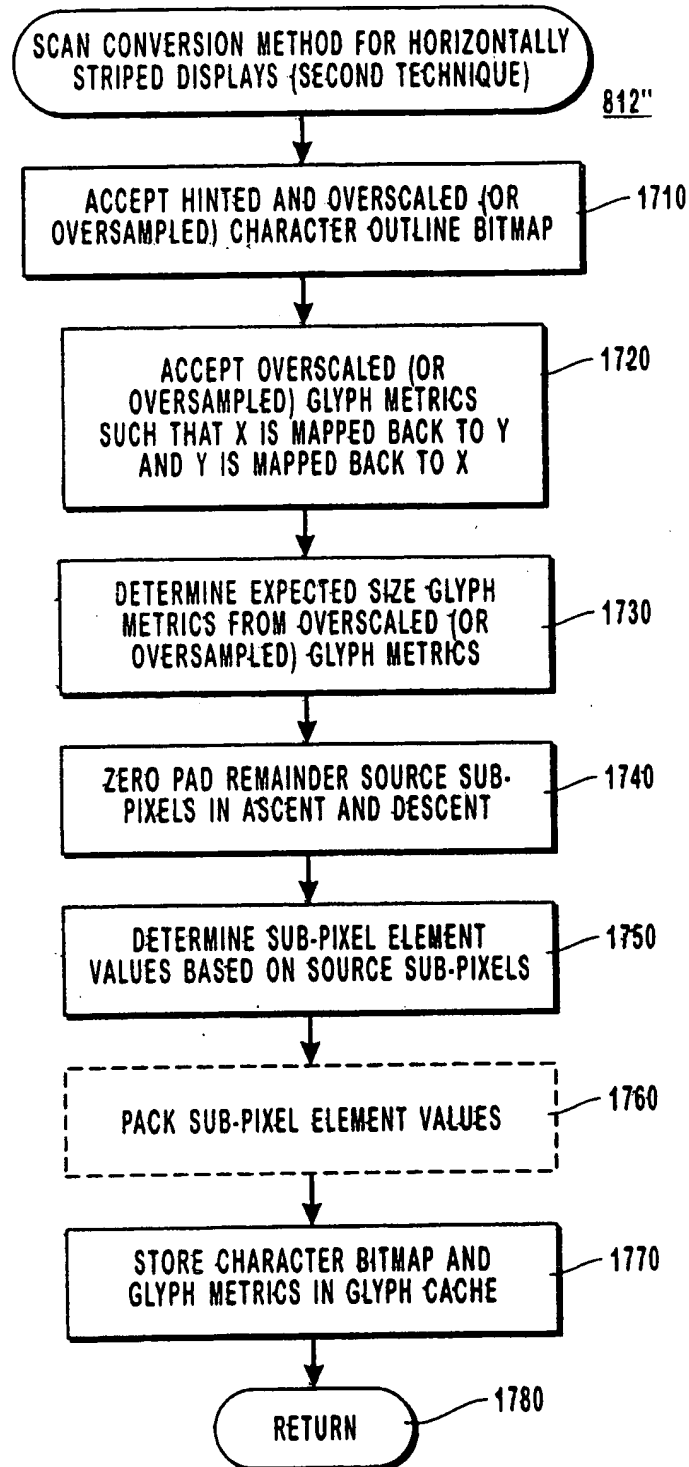 SCAN CONVERSION METHOD FOR HORIZONTALLY
STRIPED DISPLAYS (SECOND TECHNIQUE)
812"
ACCEPT HINTED AND OVERSCALED (OR
OVERSAMPLED) CHARACTER OUTLINE BITMAP
1710
ACCEPT OVERSCALED (OR
OVERSAMPLED) GLYPH METRICS
SUCH THAT X IS MAPPED BACK TO Y
AND Y IS MAPPED BACK TO X
1720
DETERMINE EXPECTED SIZE GLYPH
METRICS FROM OVERSCALED (OR
OVERSAMPLED) GLYPH METRICS
1730
ZERO PAD REMAINDER SOURCE SUB-
PIXELS IN ASCENT AND DESCENT
1740
DETERMINE SUB-PIXEL ELEMENT
VALUES BASED ON SOURCE SUB-PIXELS
1750
PACK SUB-PIXEL ELEMENT VALUES
1760
STORE CHARACTER BITMAP AND
GLYPH METRICS IN GLYPH CACHE
1770
RETURN
1780